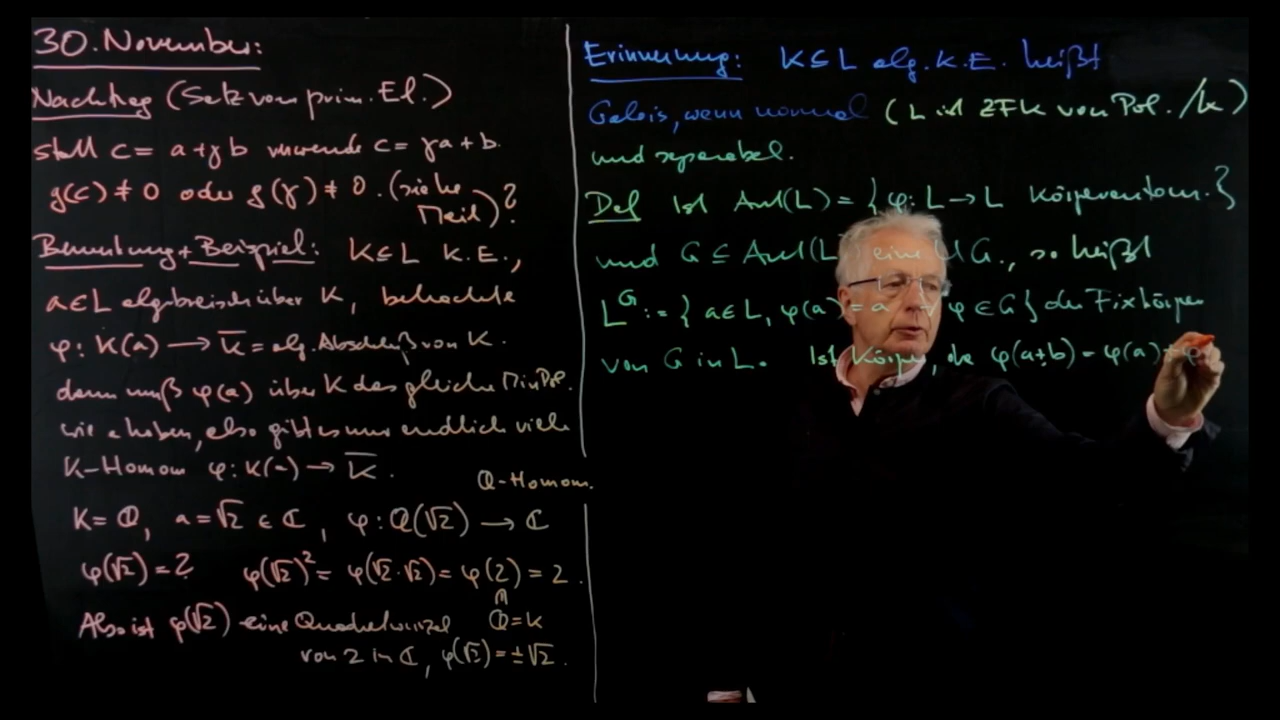 30. November:
Nachtrag (Satz vom prim. El.)
statt c = a + γ b verwende c = γ a + b.
g(c) ≠ 0 oder g(γ) ≠ 0. (siehe Mail)?
Bemerkung + Beispiel: K ⊆ L K.E.,
a ∈ L algebraisch über K, betrachte
φ: K(a) → K̅ = alg. Abschluß von K.
dann muß φ(a) über K das gleiche MinPol.
wie a haben, also gibt es nur endlich viele
K-Homom φ: K(a) → K̅.
Q-Homom.
K = ℚ, a = √2 ∈ ℂ, φ: ℚ(√2) → ℂ
φ(√2) = ? φ(√2)² = φ(√2·√2) = φ(2) = 2.
∩
Also ist φ(√2) eine Quadratwurzel ℚ = K
von 2 in ℂ, φ(√2) = ±√2.
Erinnerung: K ⊆ L alg. K.E. heißt
Galois, wenn normal (L ist ZFK von Pol. /K)
und separabel.
Def Ist Aut(L) = { φ: L → L Körperautom. }
und G ⊆ Aut(L eine UG., so heißt
L^G := { a ∈ L, φ(a) = a φ ∈ G } der Fixkörper
von G in L. Ist Körper, da φ(a+b) = φ(a) +